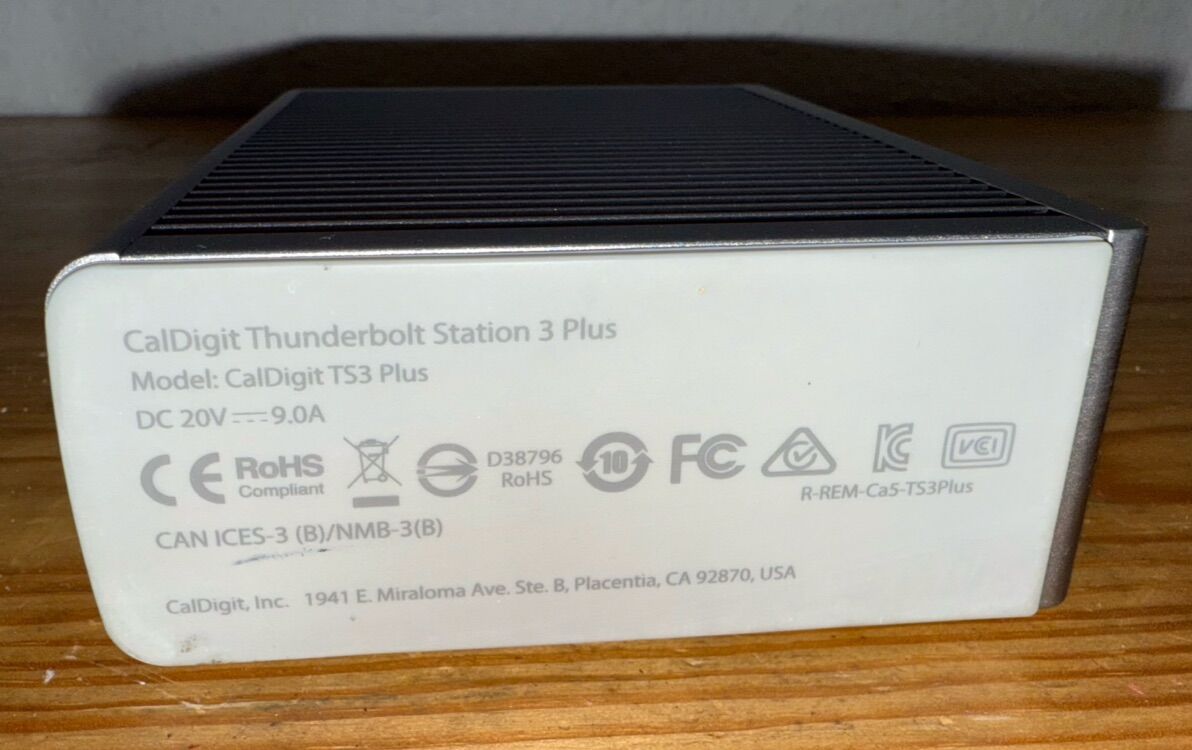 CalDigit Thunderbolt Station 3 Plus
Model: CalDigit TS3 Plus
DC 20V⎓9.0A
CE RoHS Compliant D38796 RoHS 10 FC KC VCI
R-REM-Ca5-TS3Plus
CAN ICES-3 (B)/NMB-3(B)
CalDigit, Inc. 1941 E. Miraloma Ave. Ste. B, Placentia, CA 92870, USA